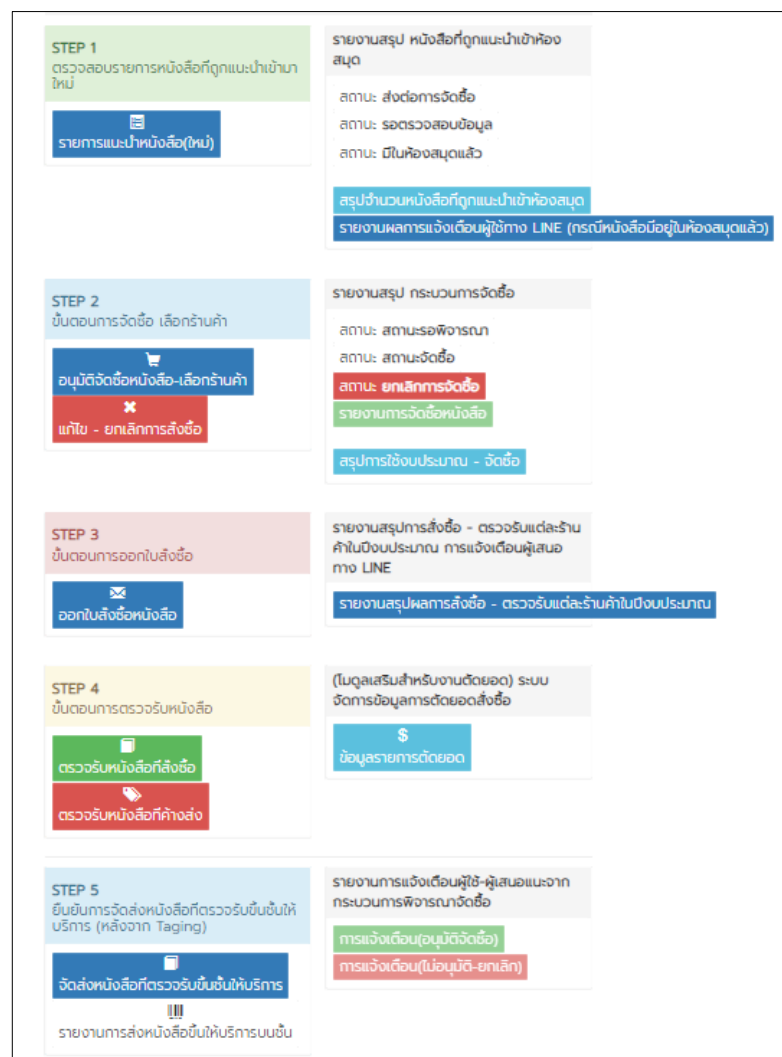 STEP 1
ตรวจสอบรายการหนังสือที่ถูกแนะนำเข้ามา
ใหม่
รายการแนะนำหนังสือ(ใหม่)
รายงานสรุป หนังสือที่ถูกแนะนำเข้าห้อง
สมุด
สถานะ ส่งต่อการจัดซื้อ
สถานะ รอตรวจสอบข้อมูล
สถานะ มีในห้องสมุดแล้ว
สรุปจำนวนหนังสือที่ถูกแนะนำเข้าห้องสมุด
รายงานผลการแจ้งเตือนผู้ใช้ทาง LINE (กรณีหนังสือมีอยู่ในห้องสมุดแล้ว)
STEP 2
ขั้นตอนการจัดซื้อ เลือกร้านค้า
อนุมัติจัดซื้อหนังสือ-เลือกร้านค้า
แก้ไข - ยกเลิกการสั่งซื้อ
รายงานสรุป กระบวนการจัดซื้อ
สถานะ สถานะรอพิจารณา
สถานะ สถานะจัดซื้อ
สถานะ ยกเลิกการจัดซื้อ
รายงานการจัดซื้อหนังสือ
สรุปการใช้งบประมาณ - จัดซื้อ
STEP 3
ขั้นตอนการออกใบสั่งซื้อ
ออกใบสั่งซื้อหนังสือ
รายงานสรุปการสั่งซื้อ - ตรวจรับแต่ละร้าน
ค้าในปีงบประมาณ การแจ้งเตือนผู้เสนอ
ทาง LINE
รายงานสรุปผลการสั่งซื้อ - ตรวจรับแต่ละร้านค้าในปีงบประมาณ
STEP 4
ขั้นตอนการตรวจรับหนังสือ
ตรวจรับหนังสือที่สั่งซื้อ
ตรวจรับหนังสือที่ค้างส่ง
(โมดูลเสริมสำหรับงานตัดยอด) ระบบ
จัดการข้อมูลการตัดยอดสั่งซื้อ
ข้อมูลรายการตัดยอด
STEP 5
ยืนยันการจัดส่งหนังสือที่ตรวจรับขึ้นชั้นให้
บริการ (หลังจาก Taging)
จัดส่งหนังสือที่ตรวจรับขึ้นชั้นให้บริการ
รายงานการส่งหนังสือขึ้นให้บริการบนชั้น
รายงานการแจ้งเตือนผู้ใช้-ผู้เสนอแนะจาก
กระบวนการพิจารณาจัดซื้อ
การแจ้งเตือน(อนุมัติจัดซื้อ)
การแจ้งเตือน(ไม่อนุมัติ-ยกเลิก)